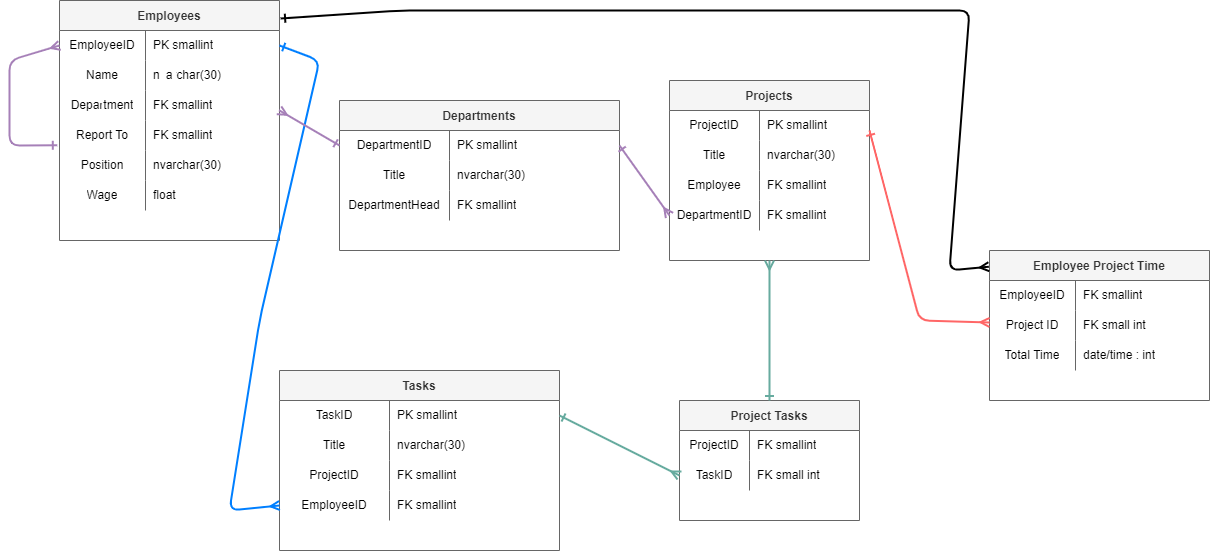 Employees
EmployeeID PK smallint
Name n a char(30)
Department FK smallint
Report To FK smallint
Position nvarchar(30)
Wage float
Departments
DepartmentID PK smallint
Title nvarchar(30)
DepartmentHead FK smallint
Projects
ProjectID PK smallint
Title nvarchar(30)
Employee FK smallint
DepartmentID FK smallint
Employee Project Time
EmployeeID FK smallint
Project ID FK small int
Total Time date/time : int
Tasks
TaskID PK smallint
Title nvarchar(30)
ProjectID FK smallint
EmployeeID FK smallint
Project Tasks
ProjectID FK smallint
TaskID FK small int